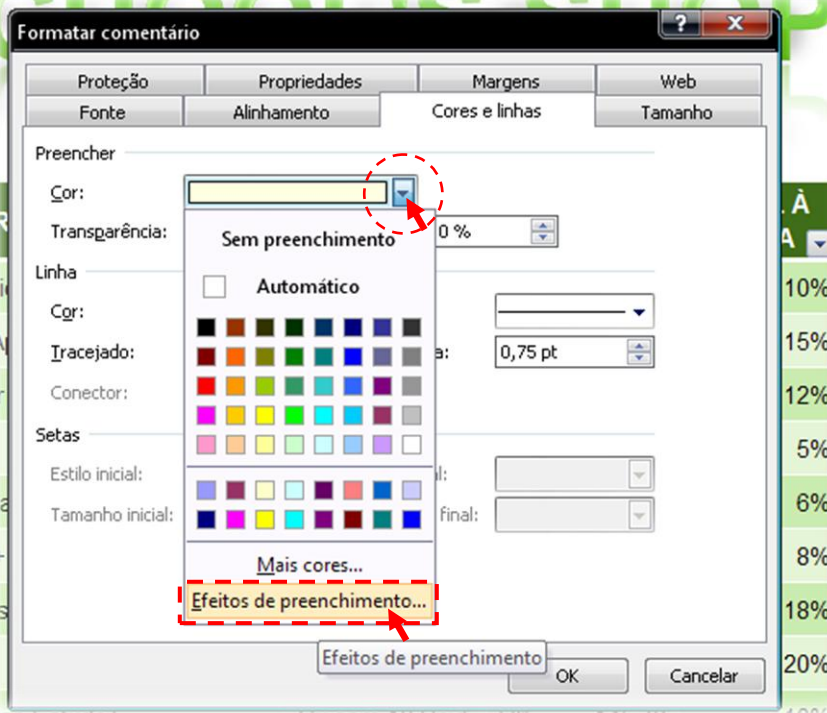 Formatar comentário
?
X
Proteção Propriedades Margens Web
Fonte Alinhamento Cores e linhas Tamanho
Preencher
Cor:
Transparência: 0 %
Sem preenchimento
Linha
Automático
Cor:
Tracejado: a: 0,75 pt
Conector:
Setas
Estilo inicial: l:
Tamanho inicial: final:
Mais cores...
Efeitos de preenchimento...
Efeitos de preenchimento
OK Cancelar
À
A
10%
15%
12%
5%
6%
8%
18%
20%